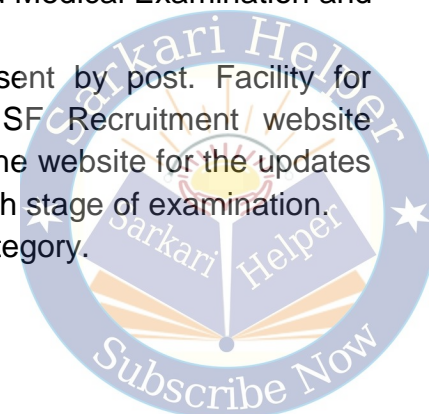 Medical Examination and
sent by post. Facility for
SF Recruitment website
he website for the updates
h stage of examination.
tegory.
Sarkari Helper
Sarkari Helper
Subscribe Now